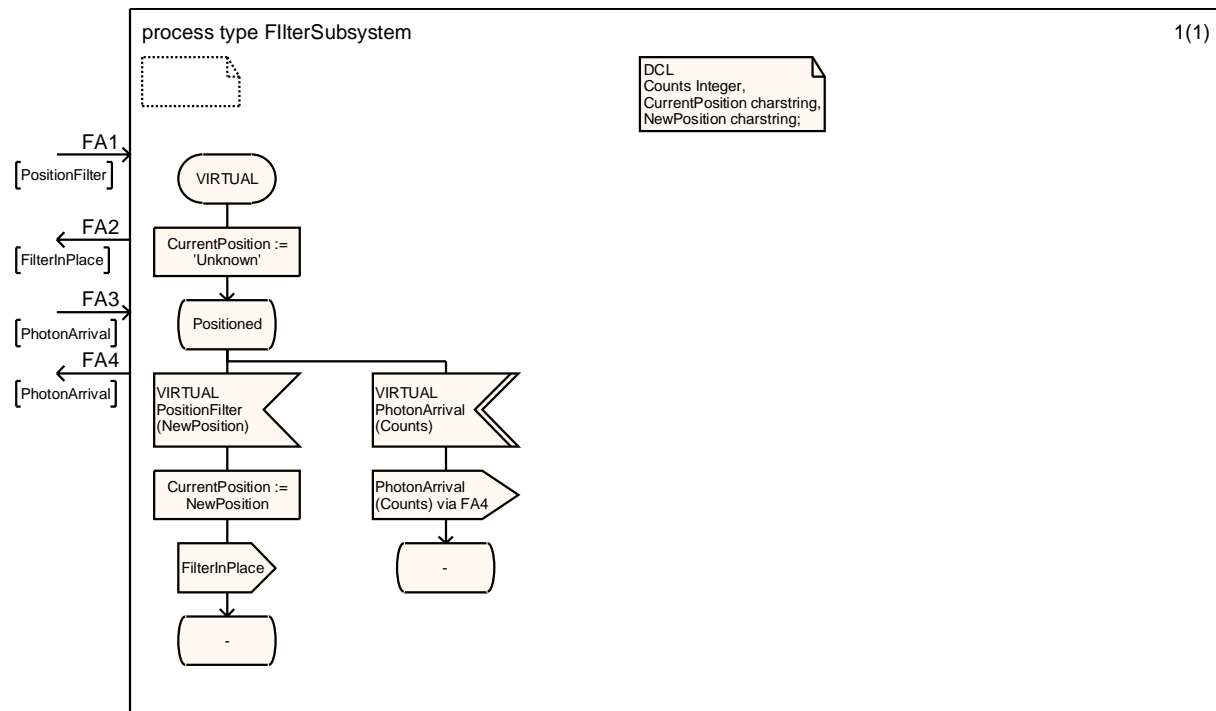 process type FIlterSubsystem
1(1)
DCL
Counts Integer,
CurrentPosition charstring,
NewPosition charstring;
FA1
[PositionFilter]
FA2
[FilterInPlace]
FA3
[PhotonArrival]
FA4
[PhotonArrival]
VIRTUAL
CurrentPosition :=
'Unknown'
Positioned
VIRTUAL
PositionFilter
(NewPosition)
VIRTUAL
PhotonArrival
(Counts)
CurrentPosition :=
NewPosition
PhotonArrival
(Counts) via FA4
FilterInPlace
-
-